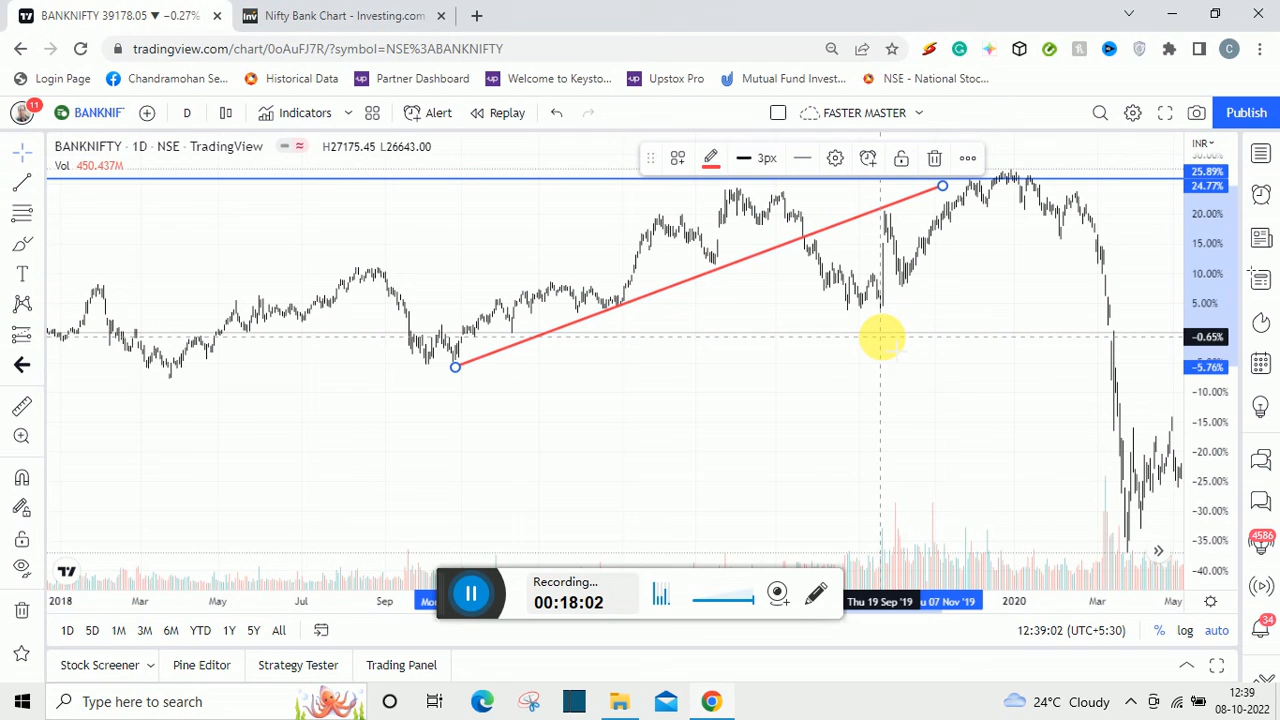 BANKNIFTY 39178.05 ▼ −0.27%
Nifty Bank Chart - Investing.com
tradingview.com/chart/0oAuFJ7R/?symbol=NSE%3ABANKNIFTY
C
Login Page
Chandramohan Se...
Historical Data
Partner Dashboard
Welcome to Keysto...
Upstox Pro
Mutual Fund Invest...
NSE - National Stoc...
11
BANKNIF
D
Indicators
Alert
Replay
FASTER MASTER
Publish
BANKNIFTY · 1D · NSE · TradingView
H27175.45 L26643.00
Vol 450.437M
3px
INR
30.00%
25.89%
24.77%
20.00%
15.00%
10.00%
5.00%
−0.65%
−5.76%
−10.00%
−15.00%
−20.00%
−25.00%
−30.00%
−35.00%
−40.00%
4586
34
Recording...
00:18:02
2018
Mar
May
Jul
Sep
Mon
Thu 19 Sep '19
u 07 Nov '19
2020
Mar
May
1D 5D 1M 3M 6M YTD 1Y 5Y All
12:39:02 (UTC+5:30)
% log auto
Stock Screener
Pine Editor
Strategy Tester
Trading Panel
Type here to search
24°C Cloudy
12:39
08-10-2022